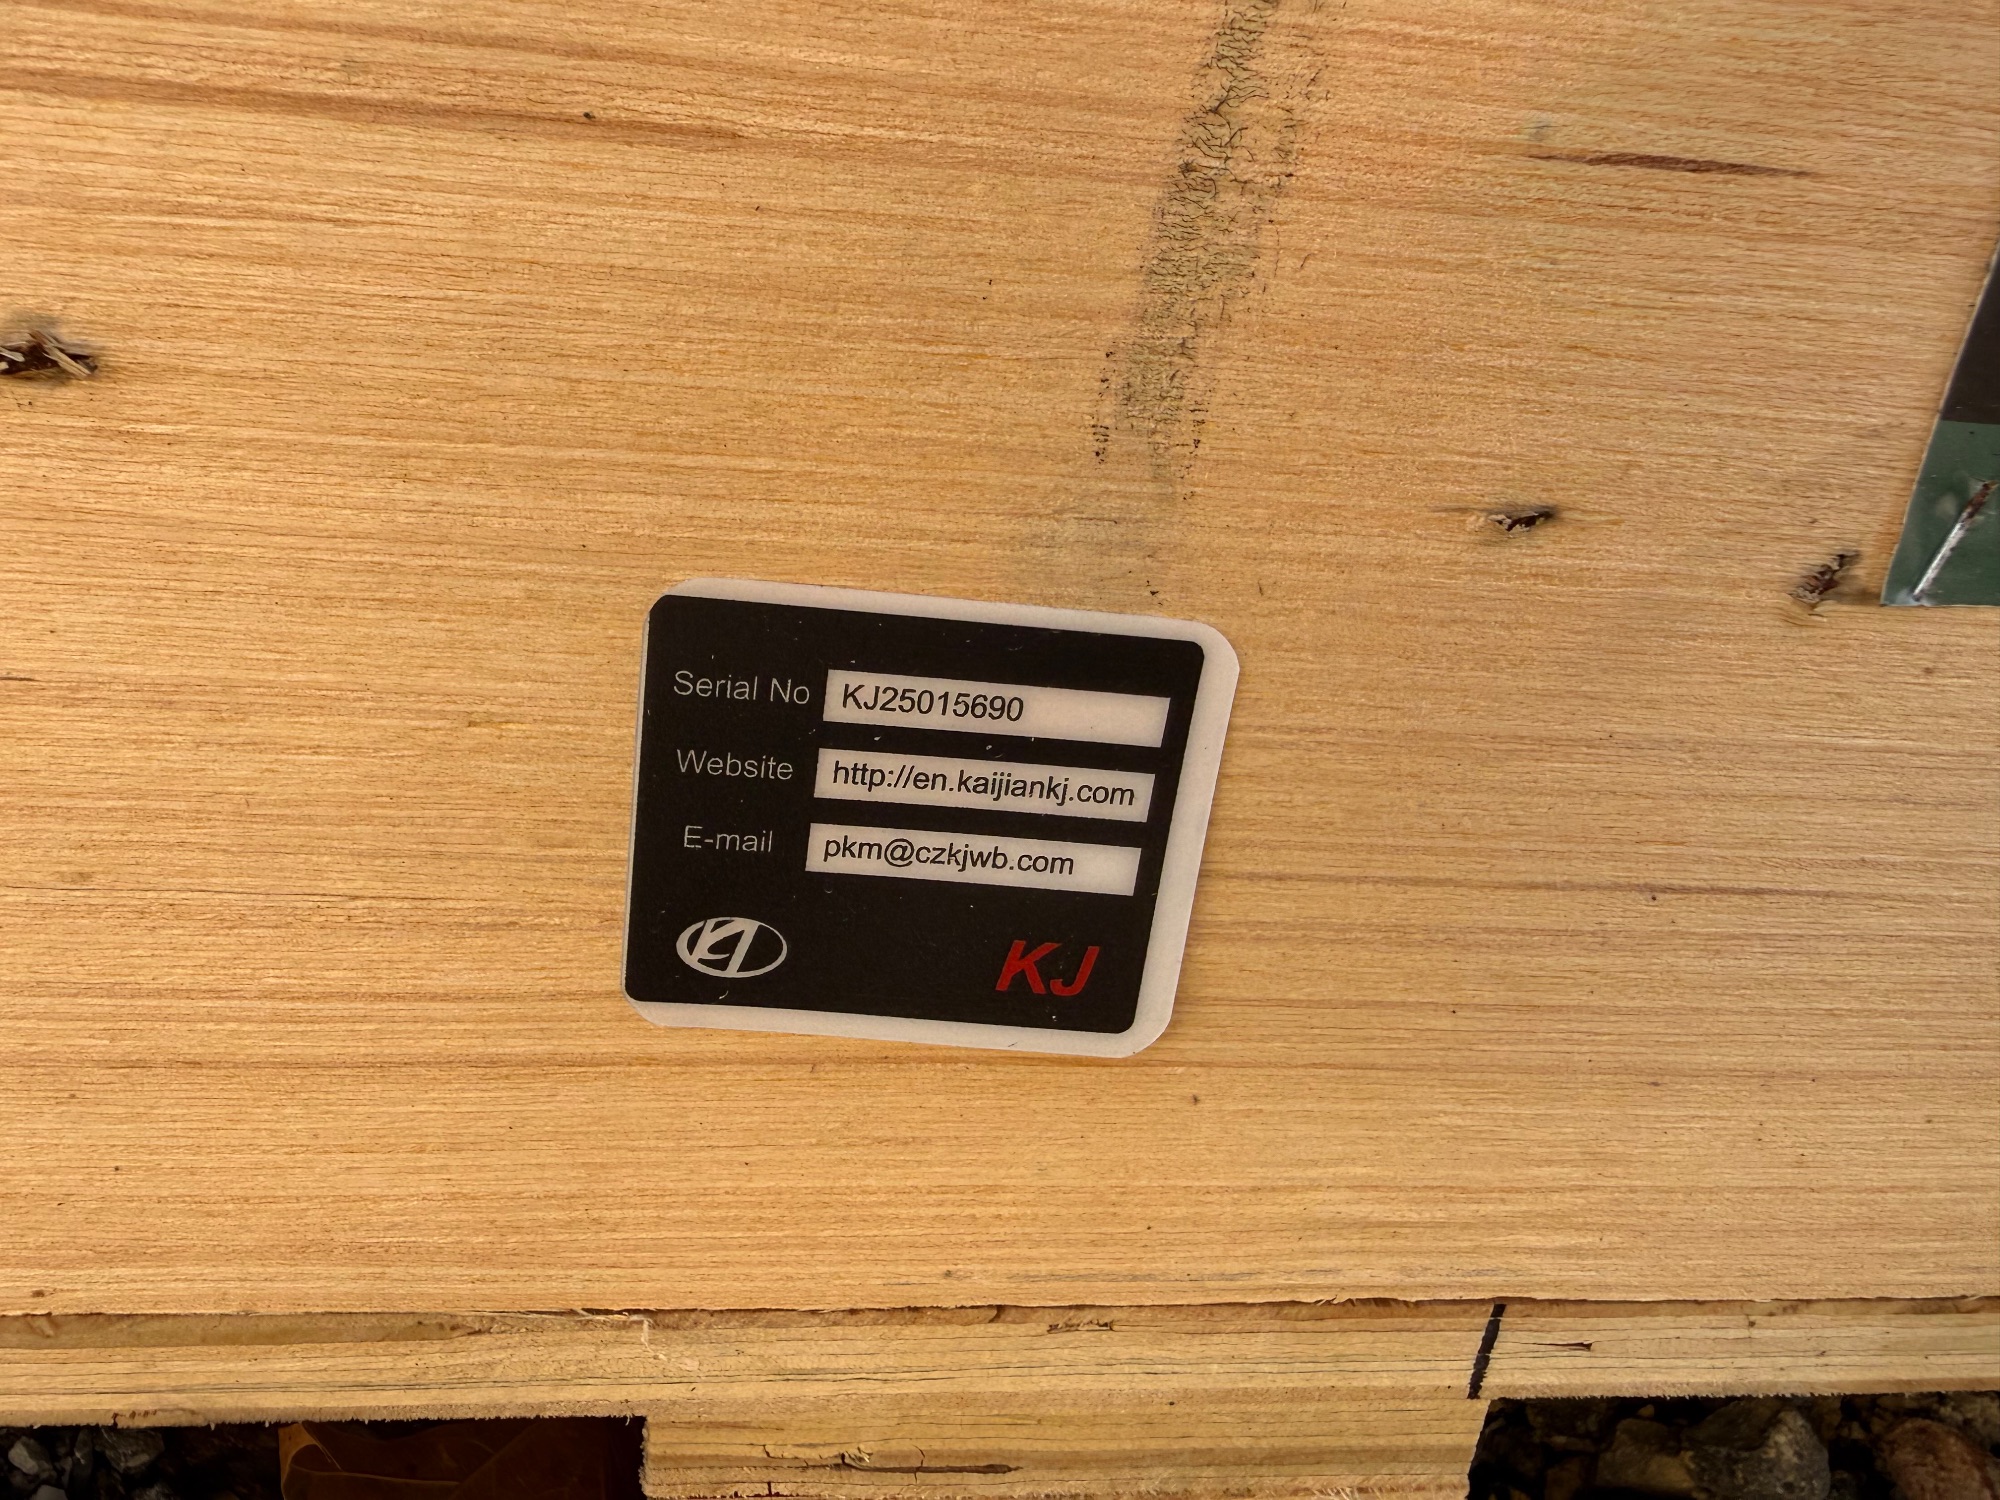 Serial No KJ25015690
Website http://en.kaijiankj.com
E-mail pkm@czkjwb.com
KJ